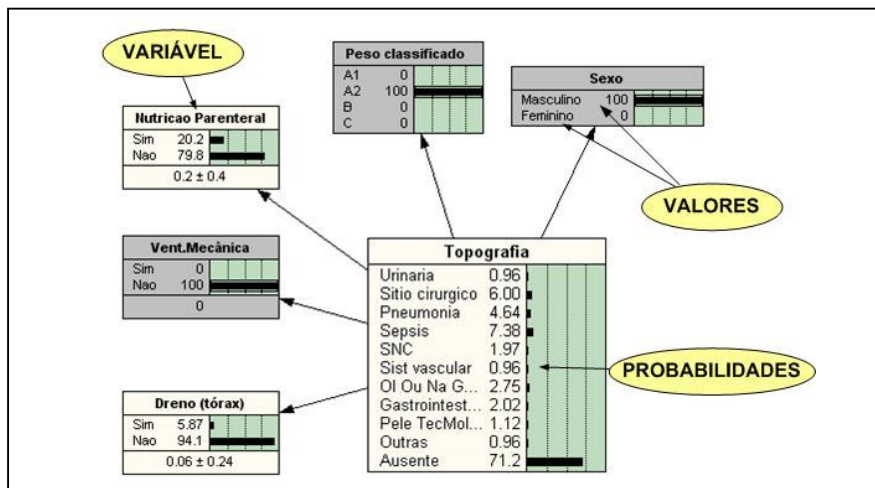 VARIÁVEL
Peso classificado
A1 0
A2 100
B 0
C 0
Sexo
Masculino 100
Feminino 0
Nutricao Parenteral
Sim 20.2
Nao 79.8
0.2 ± 0.4
VALORES
Vent.Mecânica
Sim 0
Nao 100
0
Topografia
Urinaria 0.96
Sitio cirurgico 6.00
Pneumonia 4.64
Sepsis 7.38
SNC 1.97
Sist vascular 0.96
Ol Ou Na G... 2.75
Gastrointest... 2.02
Pele TecMol... 1.12
Outras 0.96
Ausente 71.2
PROBABILIDADES
Dreno (tórax)
Sim 5.87
Nao 94.1
0.06 ± 0.24